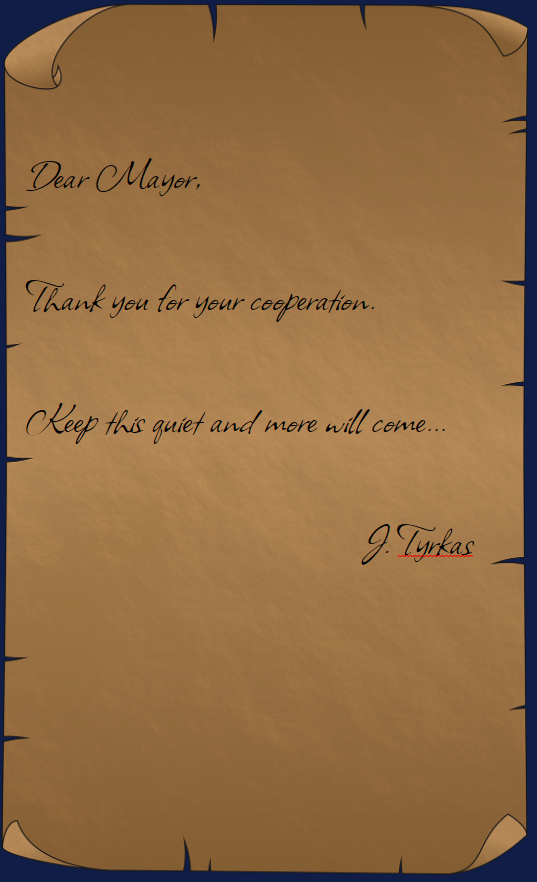 Dear Mayor,
Thank you for your cooperation.
Keep this quiet and more will come...
J. Tyrkas